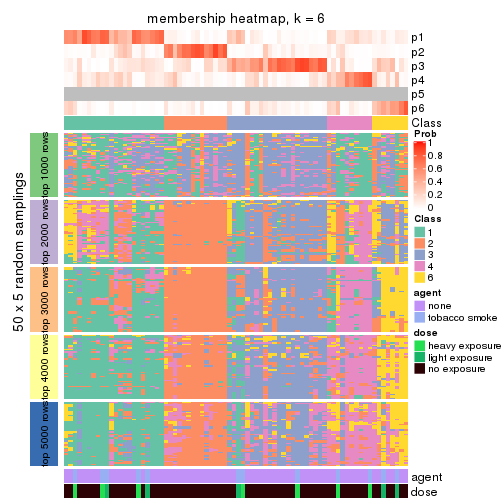 membership heatmap, k = 6
p1
p2
p3
p4
p5
p6
Class
50 x 5 random samplings
top 1000 rows
top 2000 rows
top 3000 rows
top 4000 rows
top 5000 rows
agent
dose
Prob
1
0.8
0.6
0.4
0.2
0
Class
1
2
3
4
6
agent
none
tobacco smoke
dose
heavy exposure
light exposure
no exposure